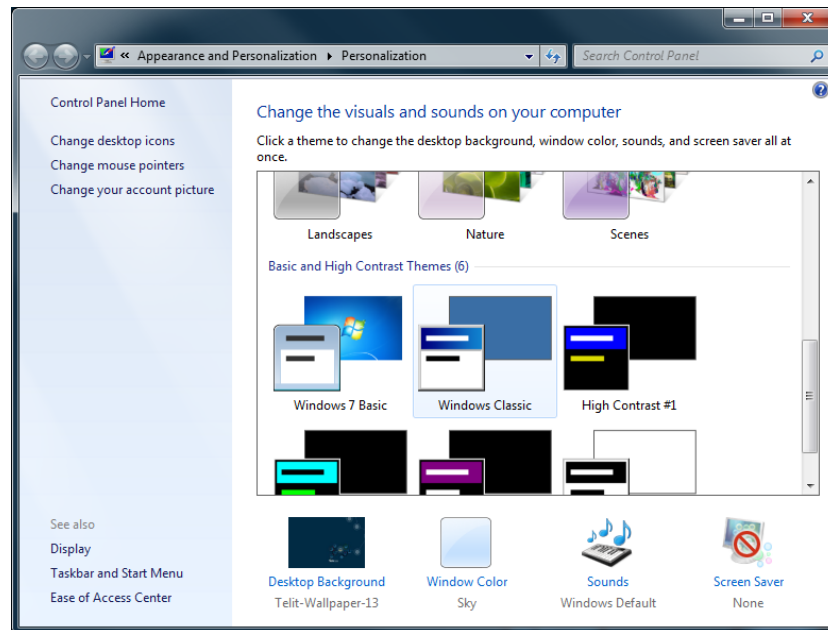 « Appearance and Personalization Personalization
Search Control Panel
Control Panel Home
Change desktop icons
Change mouse pointers
Change your account picture
Change the visuals and sounds on your computer
Click a theme to change the desktop background, window color, sounds, and screen saver all at
once.
Landscapes Nature Scenes
Basic and High Contrast Themes (6)
Windows 7 Basic Windows Classic High Contrast #1
See also
Display
Taskbar and Start Menu
Ease of Access Center
Desktop Background Window Color Sounds Screen Saver
Telit-Wallpaper-13 Sky Windows Default None